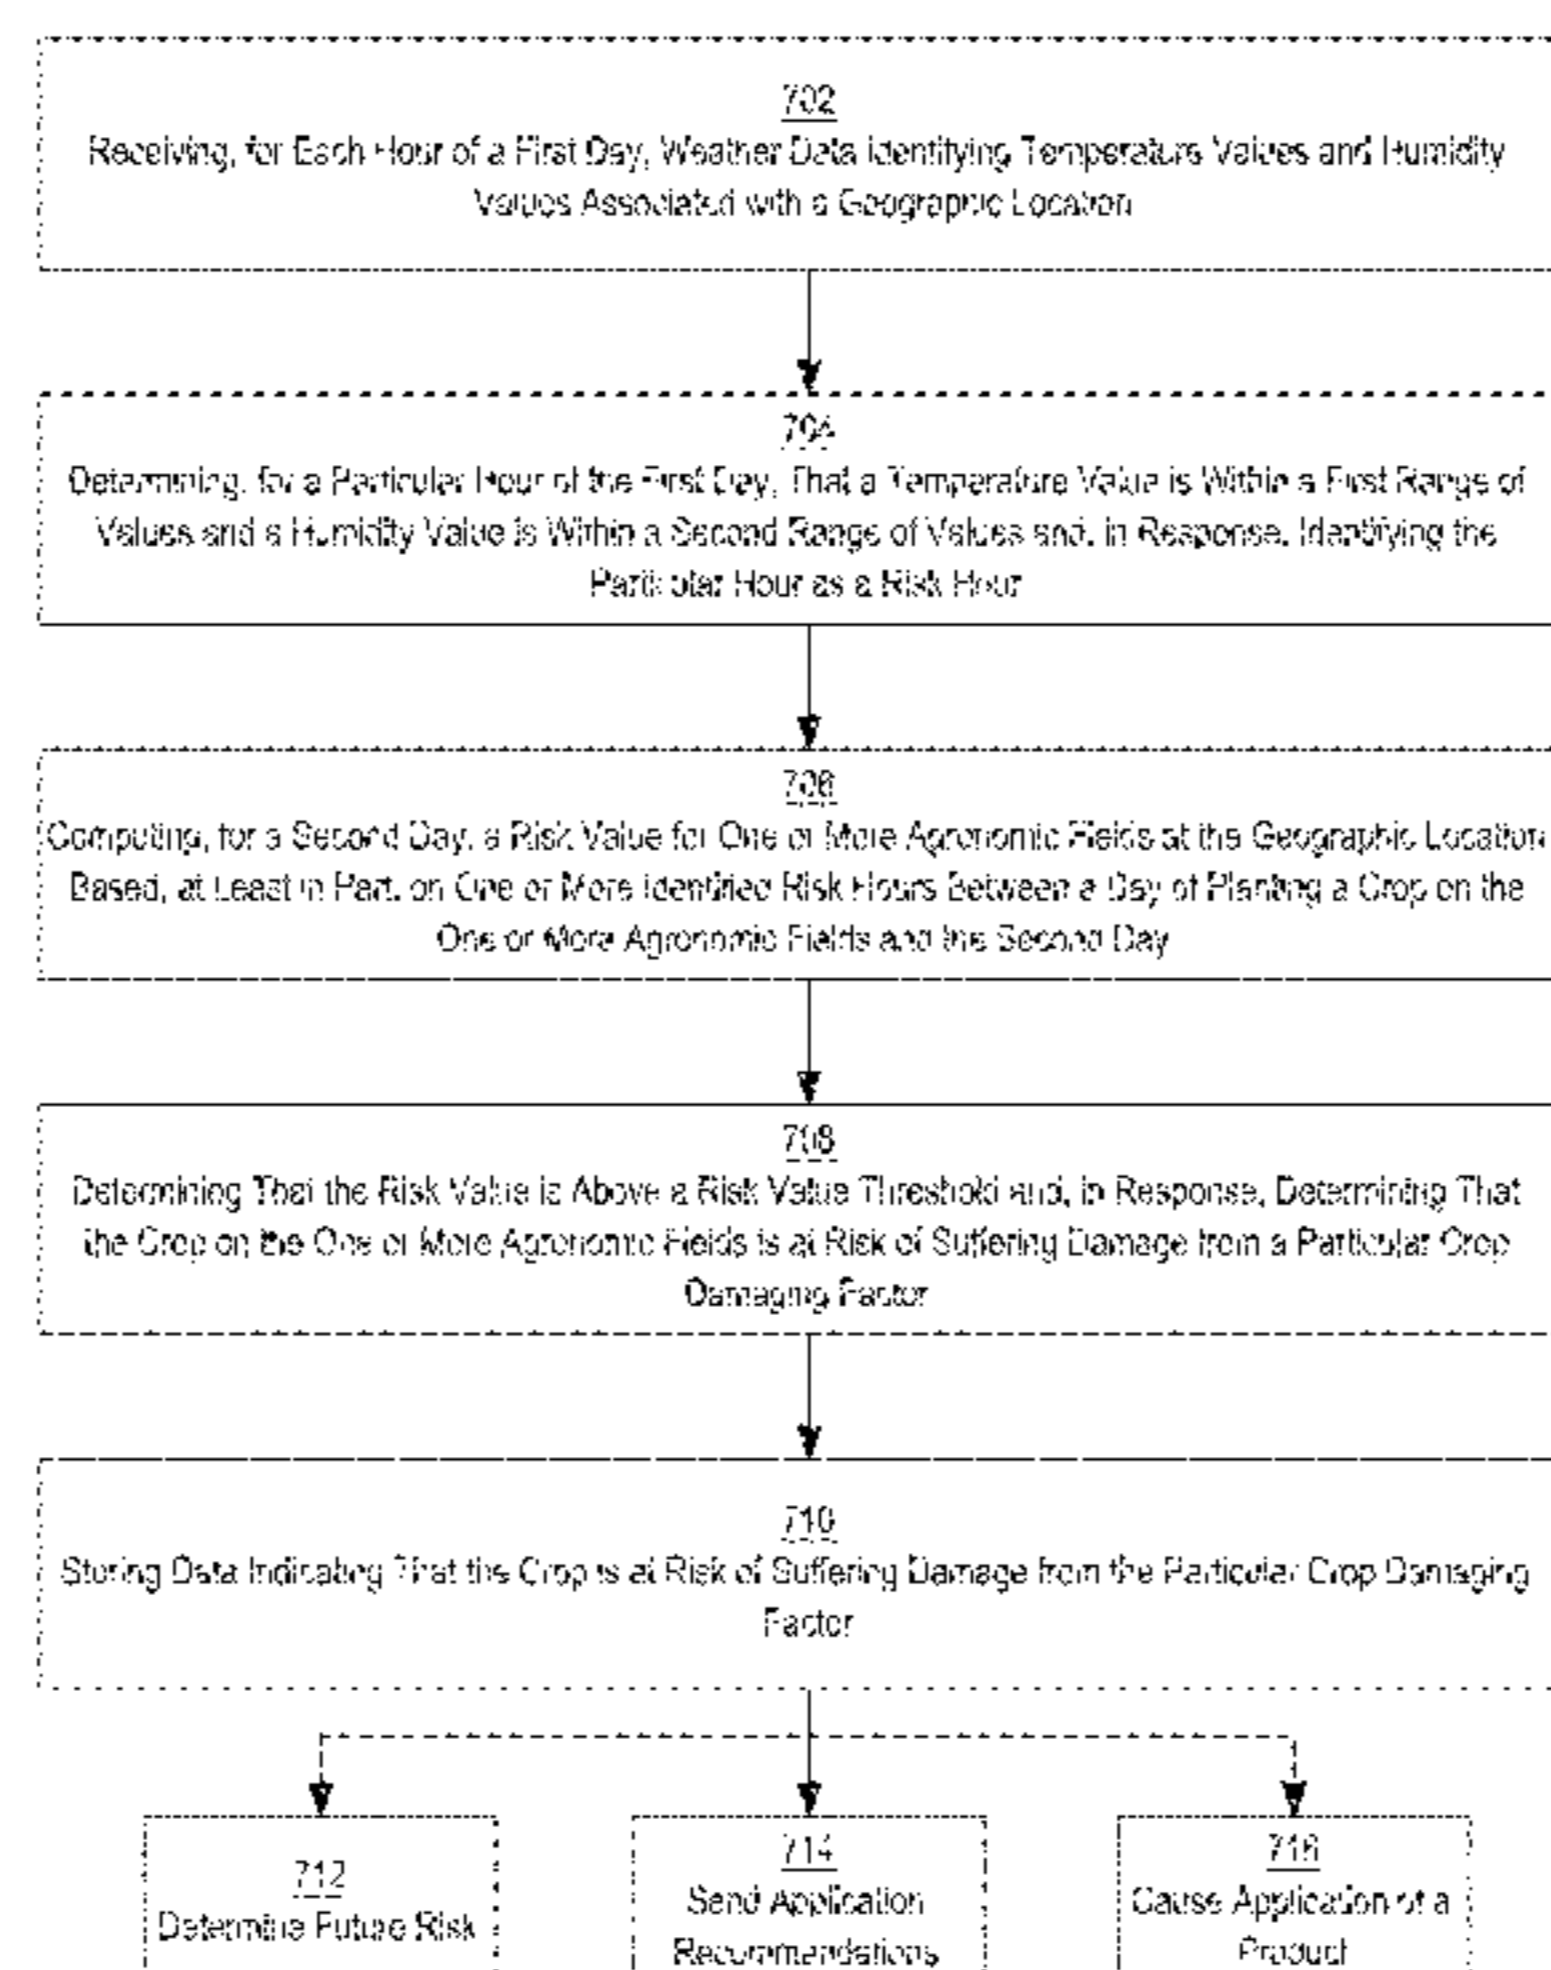 702
Receiving, for Each Hour of a First Day, Weather Data Identifying Temperature Values and Humidity
Values Associated with a Geographic Location
704
Determining, for a Particular Hour of the First Day, That a Temperature Value is Within a First Range of
Values and a Humidity Value is Within a Second Range of Values and, in Response, Identifying the
Particular Hour as a Risk Hour
706
Computing, for a Second Day, a Risk Value for One or More Agronomic Fields at the Geographic Location
Based, at Least in Part, on One or More Identified Risk Hours Between a Day of Planting a Crop on the
One or More Agronomic Fields and the Second Day
708
Determining That the Risk Value is Above a Risk Value Threshold and, in Response, Determining That
the Crop on the One or More Agronomic Fields is at Risk of Suffering Damage from a Particular Crop
Damaging Factor
710
Storing Data Indicating That the Crop is at Risk of Suffering Damage from the Particular Crop Damaging
Factor
712
Determine Future Risk
714
Send Application
Recommendations
716
Cause Application of a
Product